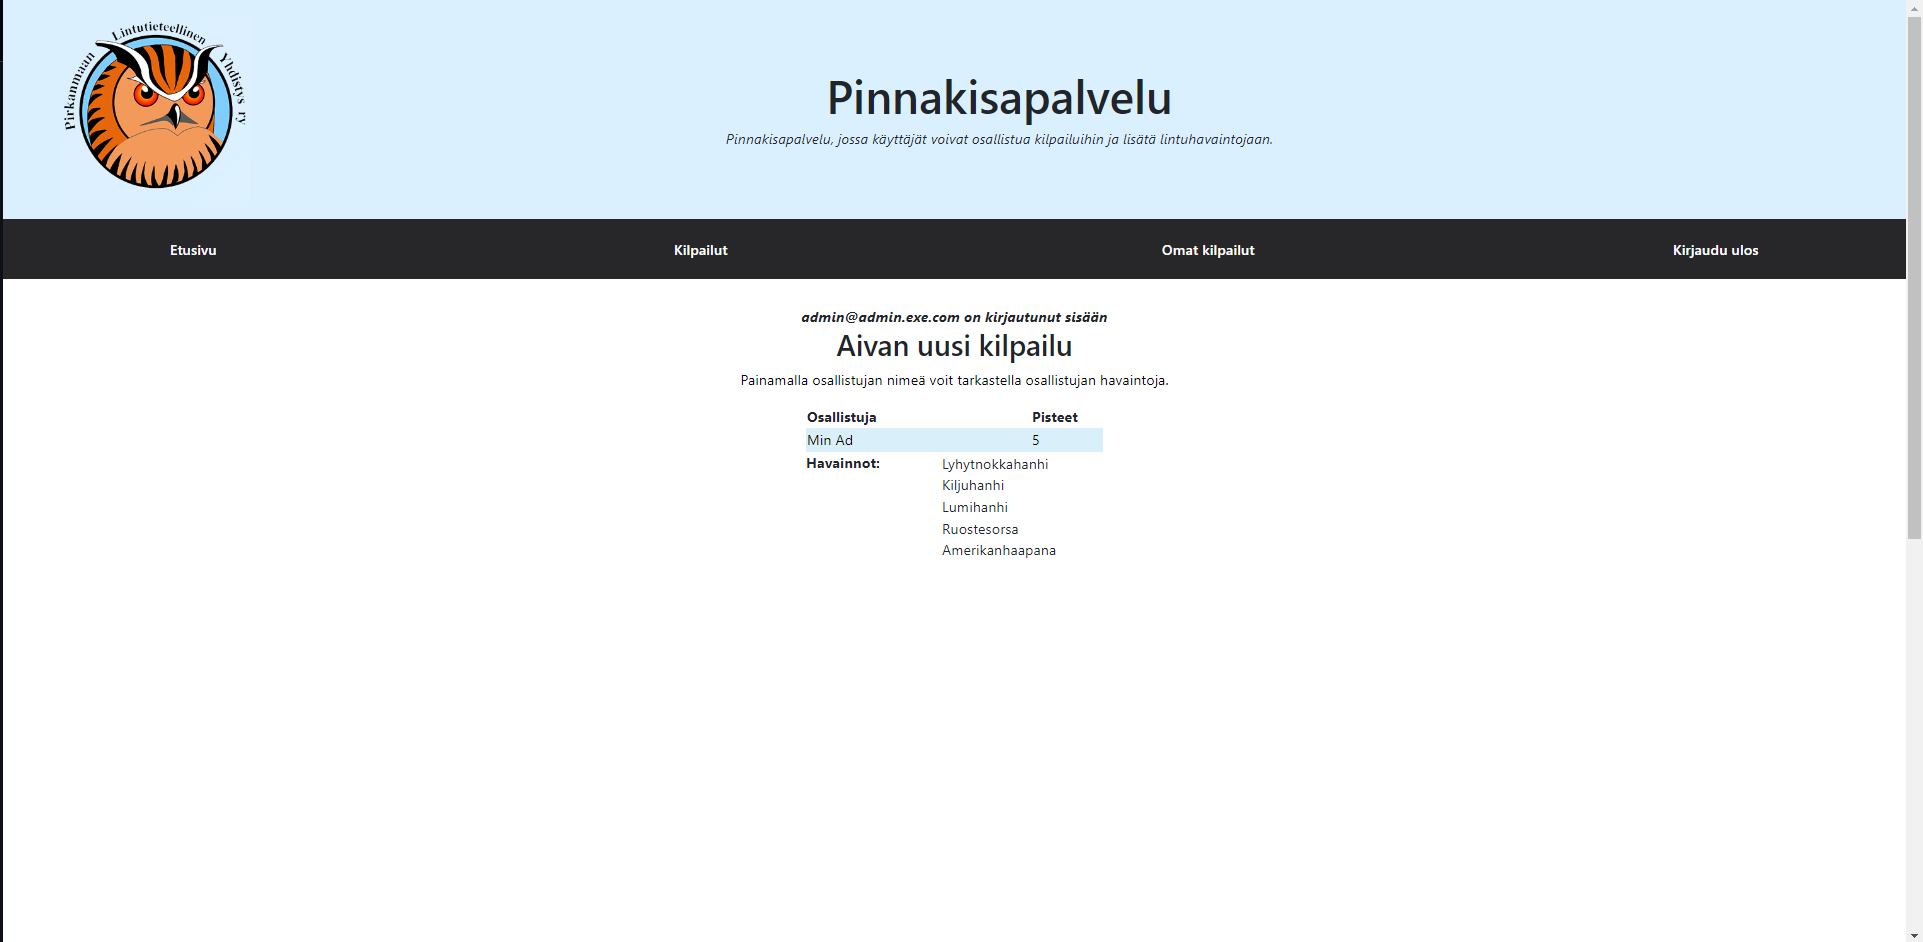 Pirkanmaan Lintutieteellinen Yhdistys ry
Pinnakisapalvelu
Pinnakisapalvelu, jossa käyttäjät voivat osallistua kilpailuihin ja lisätä lintuhavaintojaan.
Etusivu Kilpailut Omat kilpailut Kirjaudu ulos
admin@admin.exe.com on kirjautunut sisään
Aivan uusi kilpailu
Painamalla osallistujan nimeä voit tarkastella osallistujan havaintoja.
Osallistuja Pisteet
Min Ad 5
Havainnot: Lyhytnokkahanhi
Kiljuhanhi
Lumihanhi
Ruostesorsa
Amerikanhaapana